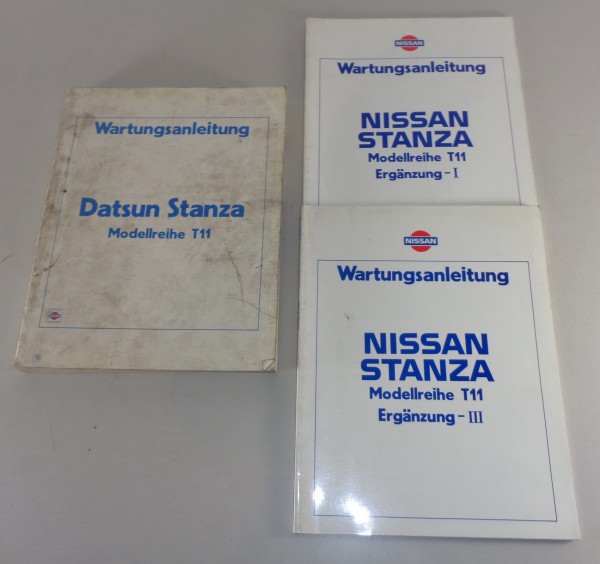 Wartungsanleitung
Datsun Stanza
Modellreihe T11
NISSAN
Wartungsanleitung
NISSAN
STANZA
Modellreihe T11
Ergänzung-I
NISSAN
Wartungsanleitung
NISSAN
STANZA
Modellreihe T11
Ergänzung-III